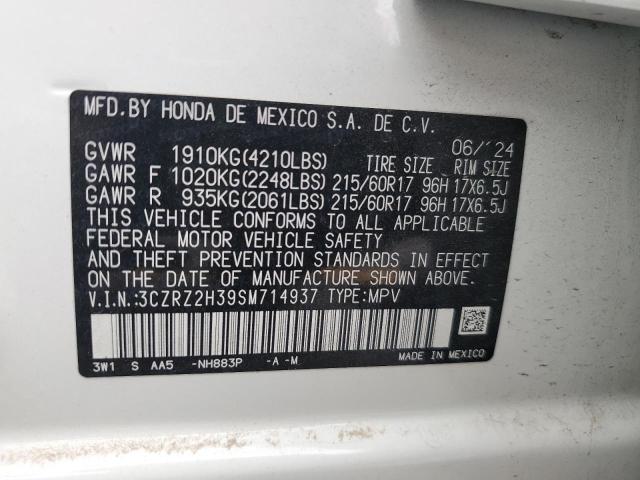 MFD.BY HONDA DE MEXICO S.A. DE C.V.
06/'24
GVWR 1910KG(4210LBS) TIRE SIZE RIM SIZE
GAWR F 1020KG(2248LBS) 215/60R17 96H 17X6.5J
GAWR R 935KG(2061LBS) 215/60R17 96H 17X6.5J
THIS VEHICLE CONFORMS TO ALL APPLICABLE
FEDERAL MOTOR VEHICLE SAFETY
AND THEFT PREVENTION STANDARDS IN EFFECT
ON THE DATE OF MANUFACTURE SHOWN ABOVE.
V.I.N.:3CZRZ2H39SM714937 TYPE:MPV
3W1 S AA5 -NH883P -A -M MADE IN MEXICO